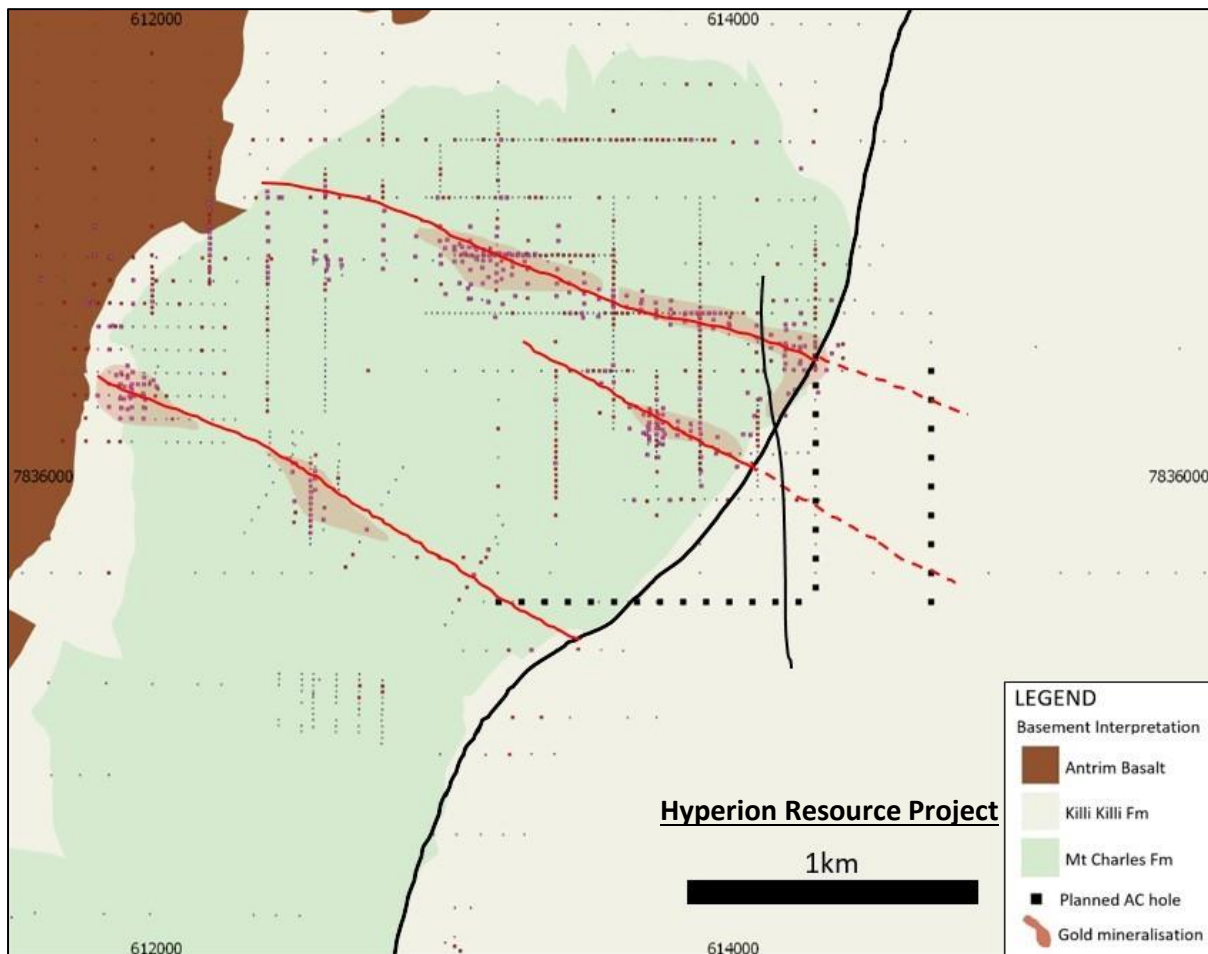 612000
614000
7836000
7836000
LEGEND
Basement Interpretation
Antrim Basalt
Killi Killi Fm
Hyperion Resource Project
1km
Mt Charles Fm
Planned AC hole
Gold mineralisation
612000
614000